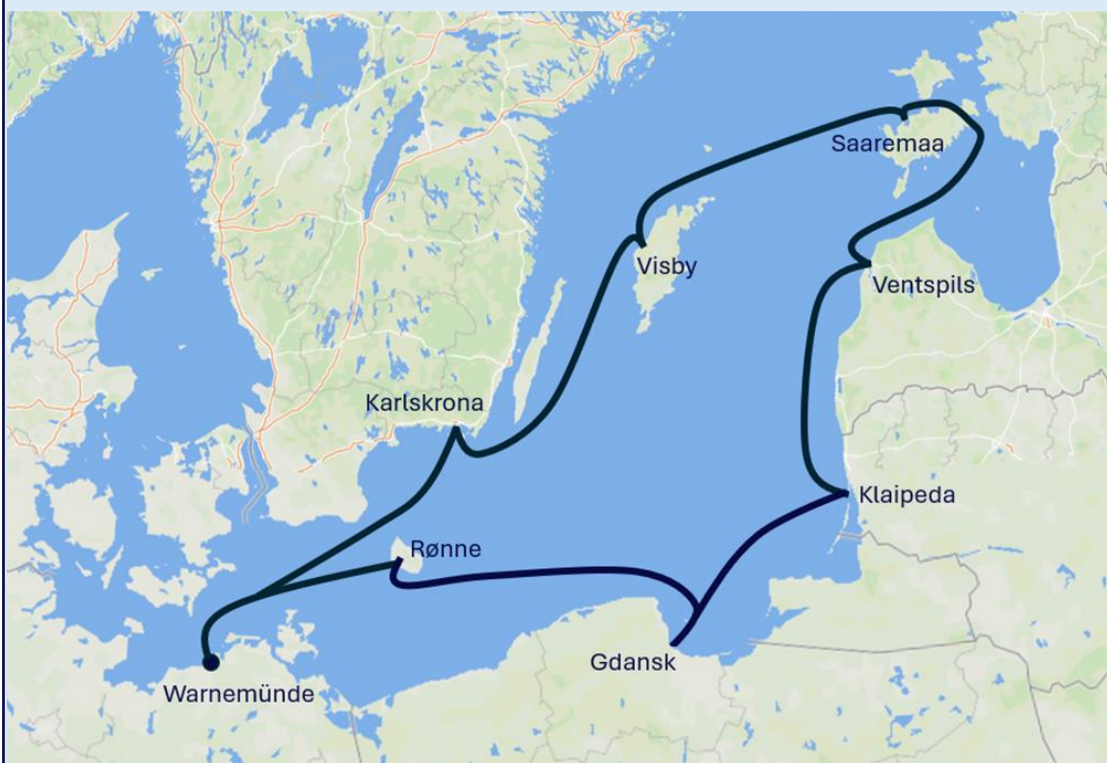 Saaremaa
Visby
Ventspils
Karlskrona
Klaipeda
Rønne
Gdansk
Warnemünde